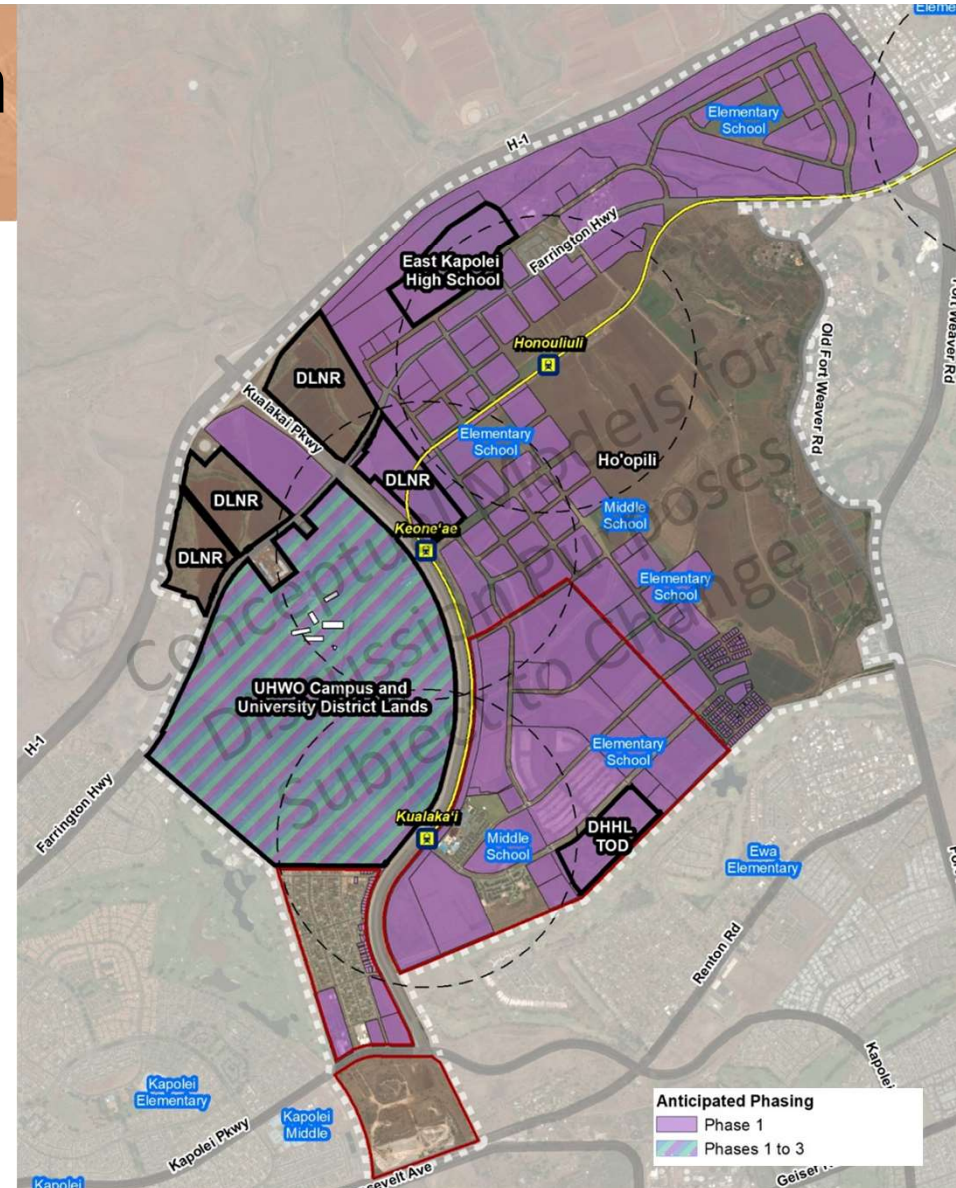 n
Eleme
H-1
Elementary
School
East Kapolei
High School
Farrington Hwy
Fort Weaver Rd
Honouliuli
Old Fort Weaver Rd
DLNR
Kualakai Pkwy
Elementary
School
Ho'opili
DLNR
DLNR
Middle
School
Keone'ae
DLNR
Elementary
School
Conceptual Models for
Discussion Purposes
Subject to Change
UHWO Campus and
University District Lands
H-1
Elementary
School
Farrington Hwy
Kualaka'i
Middle
School
DHHL
TOD
Ewa
Elementary
Renton Rd
Kapolei
Elementary
Kapolei
Middle
Kapolei Pkwy
Kapolei
Kapolei
sevelt Ave
Anticipated Phasing
Phase 1
Phases 1 to 3
Geiser